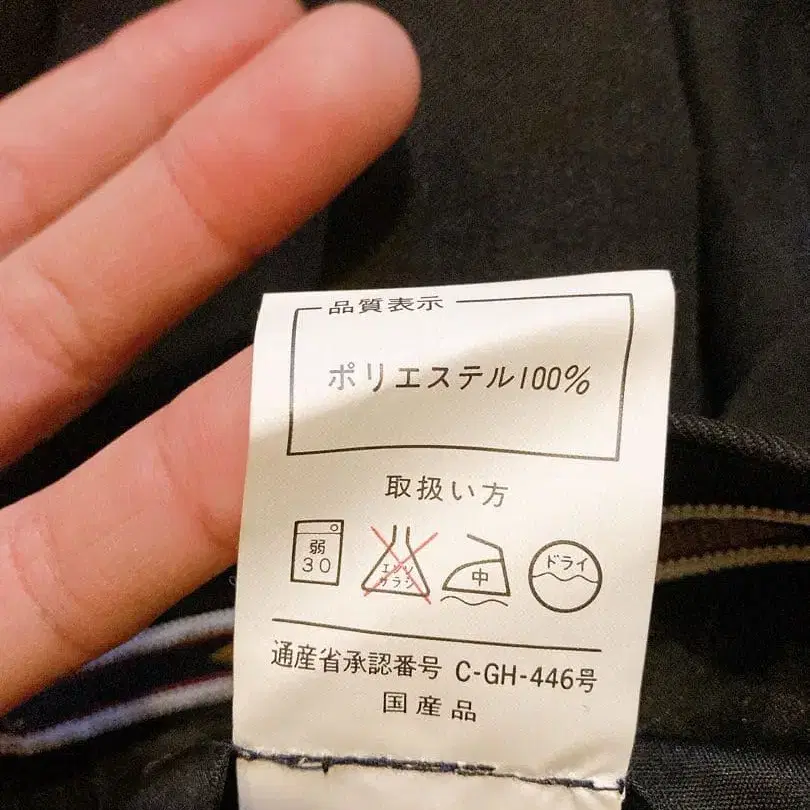 品質表示
ポリエステル100%
取扱い方
弱
30
エンソ
サラシ
中
ドライ
通産省承認番号 C-GH-446号
国産品